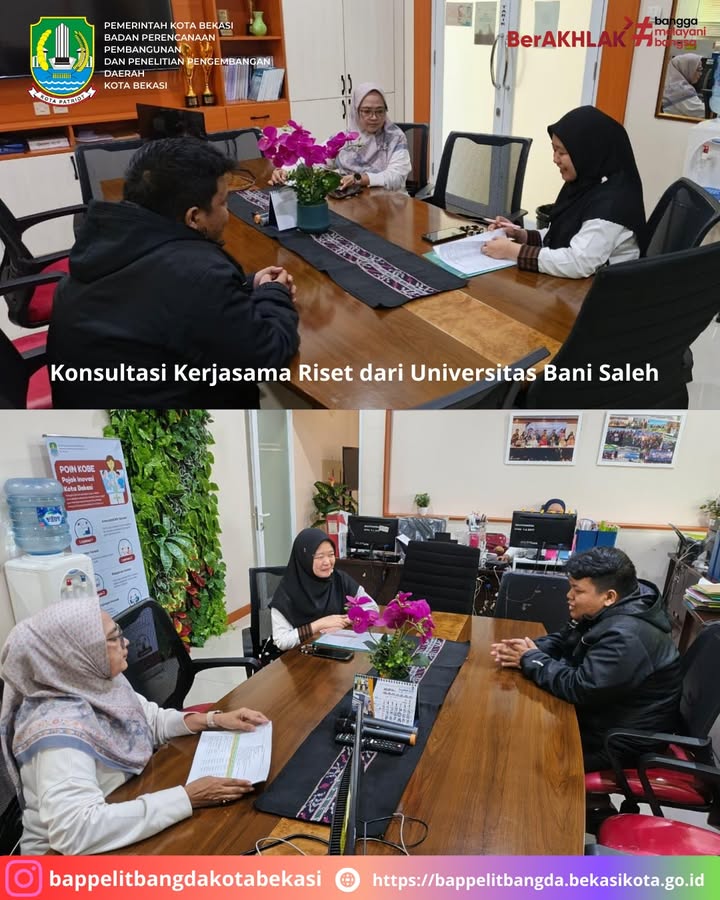 PEMERINTAH KOTA BEKASI
BADAN PERENCANAAN
PEMBANGUNAN
DAN PENELITIAN PENGEMBANGAN
DAERAH
KOTA BEKASI
KOTA PATRIOT
BerAKHLAK
#bangga
melayani
bangsa
Konsultasi Kerjasama Riset dari Universitas Bani Saleh
POIN KOBE
Pojok Inovasi
Kota Bekasi
bappelitbangdakotabekasi
https://bappelitbangda.bekasikota.go.id